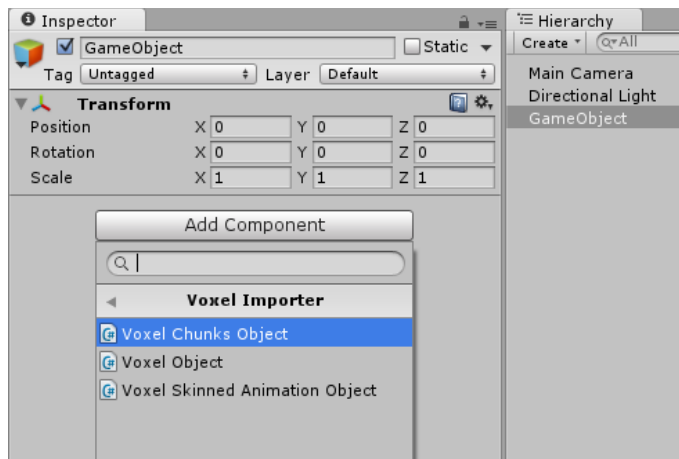 Inspector
GameObject
Static
Tag Untagged Layer Default
Transform
Position X 0 Y 0 Z 0
Rotation X 0 Y 0 Z 0
Scale X 1 Y 1 Z 1
Add Component
Voxel Importer
Voxel Chunks Object
Voxel Object
Voxel Skinned Animation Object
Hierarchy
Create All
Main Camera
Directional Light
GameObject